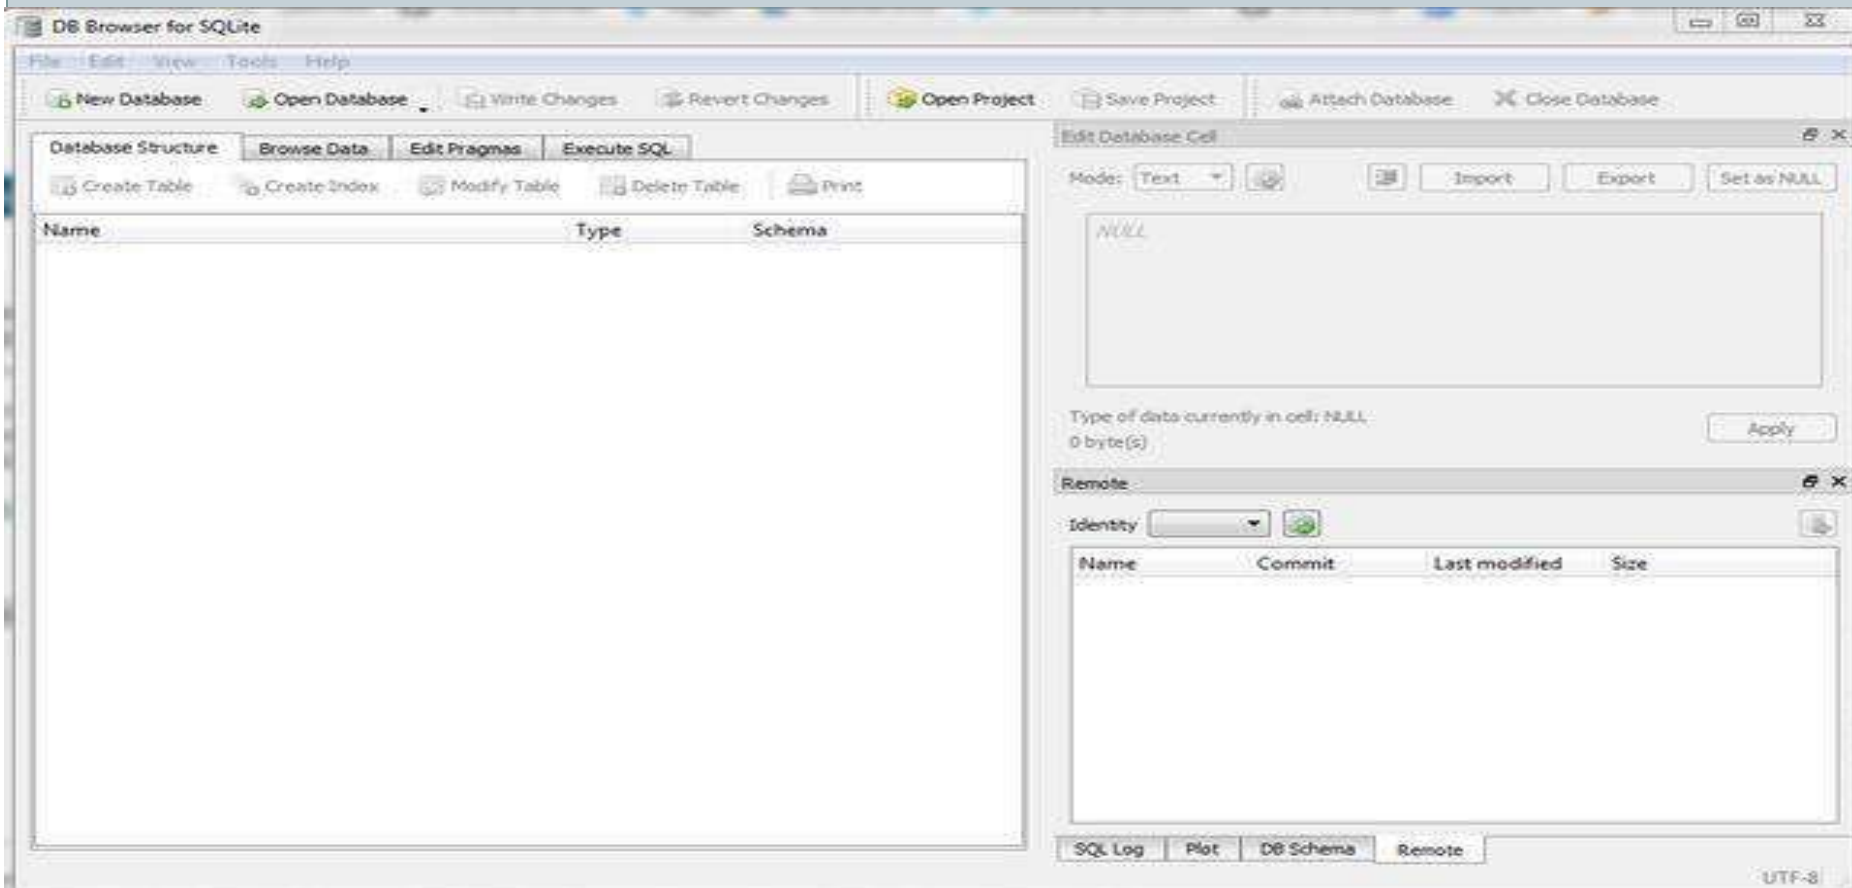 DB Browser for SQLite
File Edit View Tools Help
New Database Open Database Write Changes Revert Changes Open Project Save Project Attach Database Close Database
Database Structure Browse Data Edit Pragmas Execute SQL
Create Table Create Index Modify Table Delete Table Print
Name Type Schema
Edit Database Cell
Mode: Text Import Export Set as NULL
NULL
Type of data currently in cell: NULL
0 byte(s)
Apply
Remote
Identity
Name Commit Last modified Size
SQL Log Plot DB Schema Remote
UTF-8